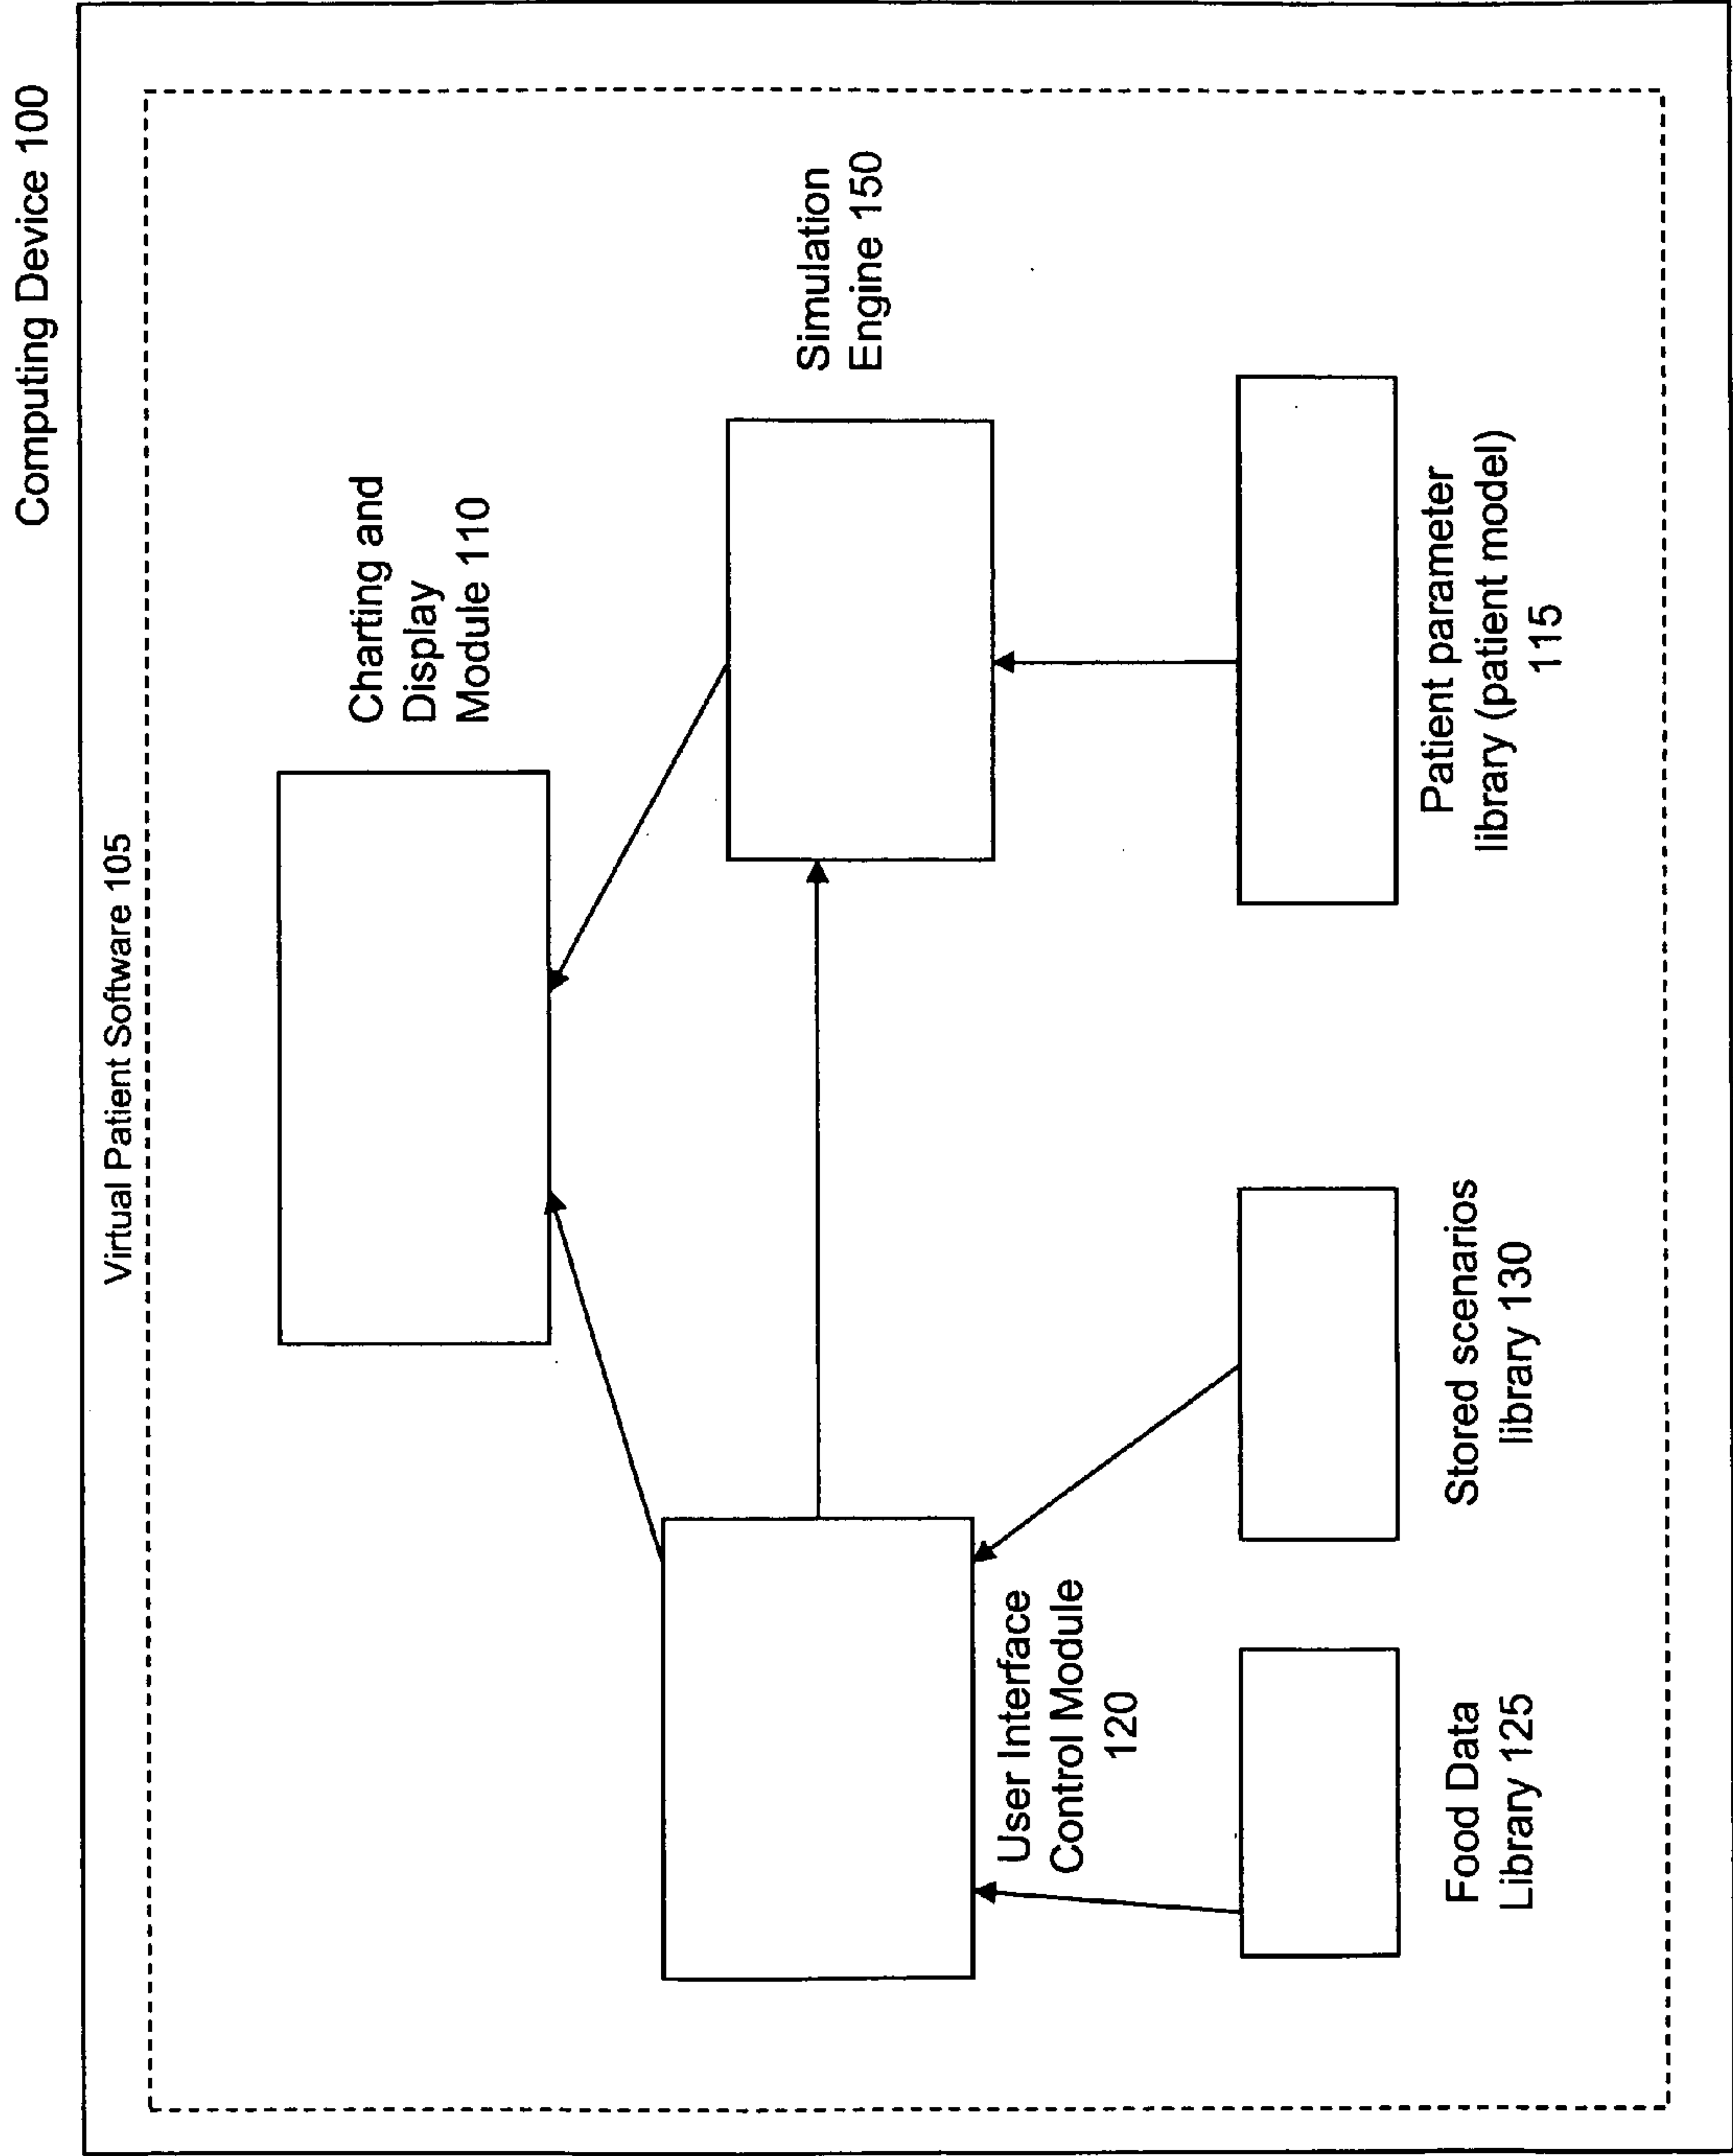 Computing Device 100
Virtual Patient Software 105
Charting and
Display
Module 110
Simulation
Engine 150
User Interface
Control Module
120
Food Data
Library 125
Stored scenarios
library 130
Patient parameter
library (patient model)
115